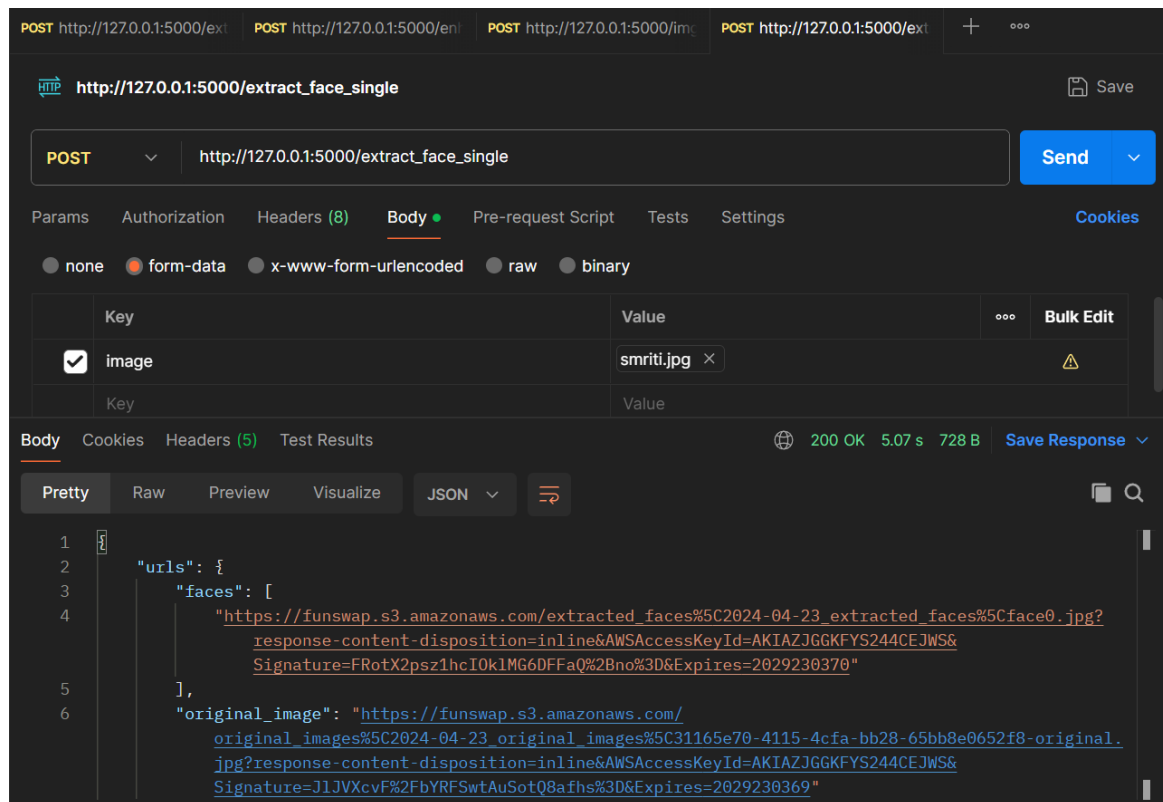 POST http://127.0.0.1:5000/ext POST http://127.0.0.1:5000/enh POST http://127.0.0.1:5000/img POST http://127.0.0.1:5000/ext
HTTP http://127.0.0.1:5000/extract_face_single Save
POST http://127.0.0.1:5000/extract_face_single Send
Params Authorization Headers (8) Body Pre-request Script Tests Settings Cookies
none form-data x-www-form-urlencoded raw binary
Key Value Bulk Edit
image smriti.jpg
Key Value
Body Cookies Headers (5) Test Results 200 OK 5.07 s 728 B Save Response
Pretty Raw Preview Visualize JSON
1 {
2 "urls": {
3 "faces": [
4 "https://funswap.s3.amazonaws.com/extracted_faces%5C2024-04-23_extracted_faces%5Cface0.jpg?
response-content-disposition=inline&AWSAccessKeyId=AKIAZJGGKFYS244CEJWS&
Signature=FRotX2psz1hcIOklMG6DFFaQ%2Bno%3D&Expires=2029230370"
5 ],
6 "original_image": "https://funswap.s3.amazonaws.com/
original_images%5C2024-04-23_original_images%5C31165e70-4115-4cfa-bb28-65bb8e0652f8-original.
jpg?response-content-disposition=inline&AWSAccessKeyId=AKIAZJGGKFYS244CEJWS&
Signature=JlJVXcvF%2FbYRFSwtAuSotQ8afhs%3D&Expires=2029230369"